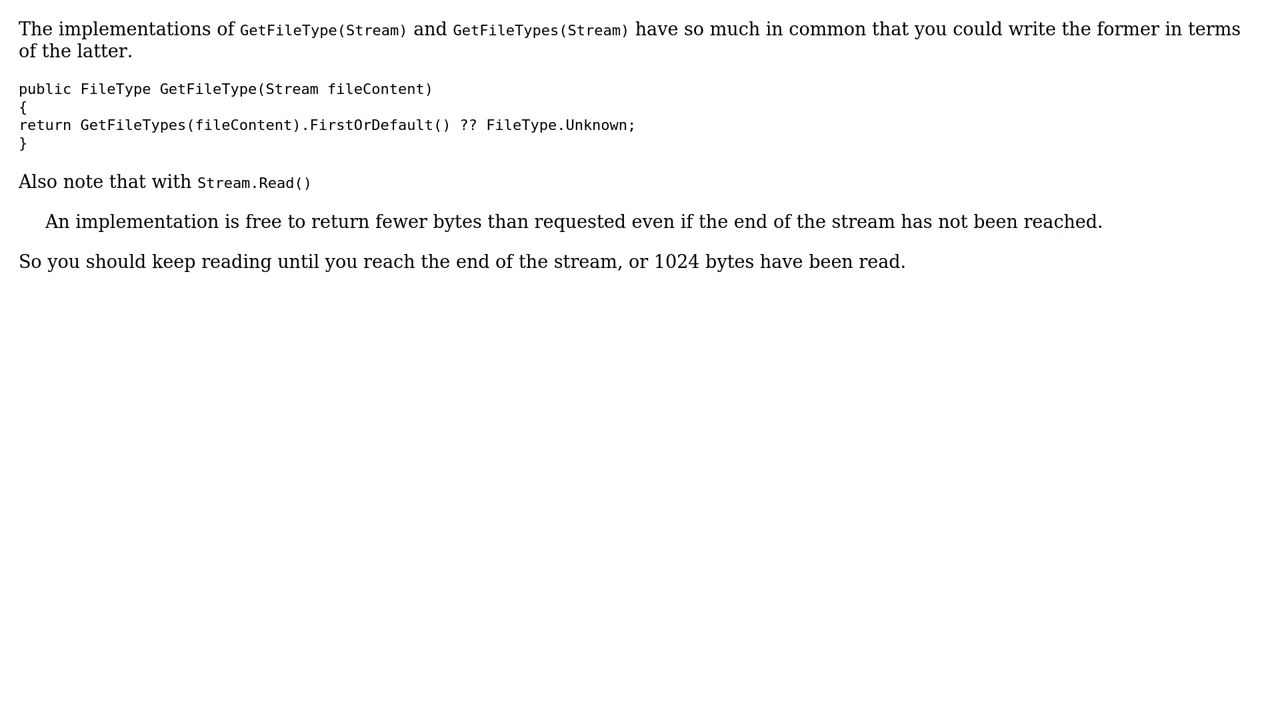 The implementations of GetFileType(Stream) and GetFileTypes(Stream) have so much in common that you could write the former in terms
of the latter.
public FileType GetFileType(Stream fileContent)
{
return GetFileTypes(fileContent).FirstOrDefault() ?? FileType.Unknown;
}
Also note that with Stream.Read()
An implementation is free to return fewer bytes than requested even if the end of the stream has not been reached.
So you should keep reading until you reach the end of the stream, or 1024 bytes have been read.